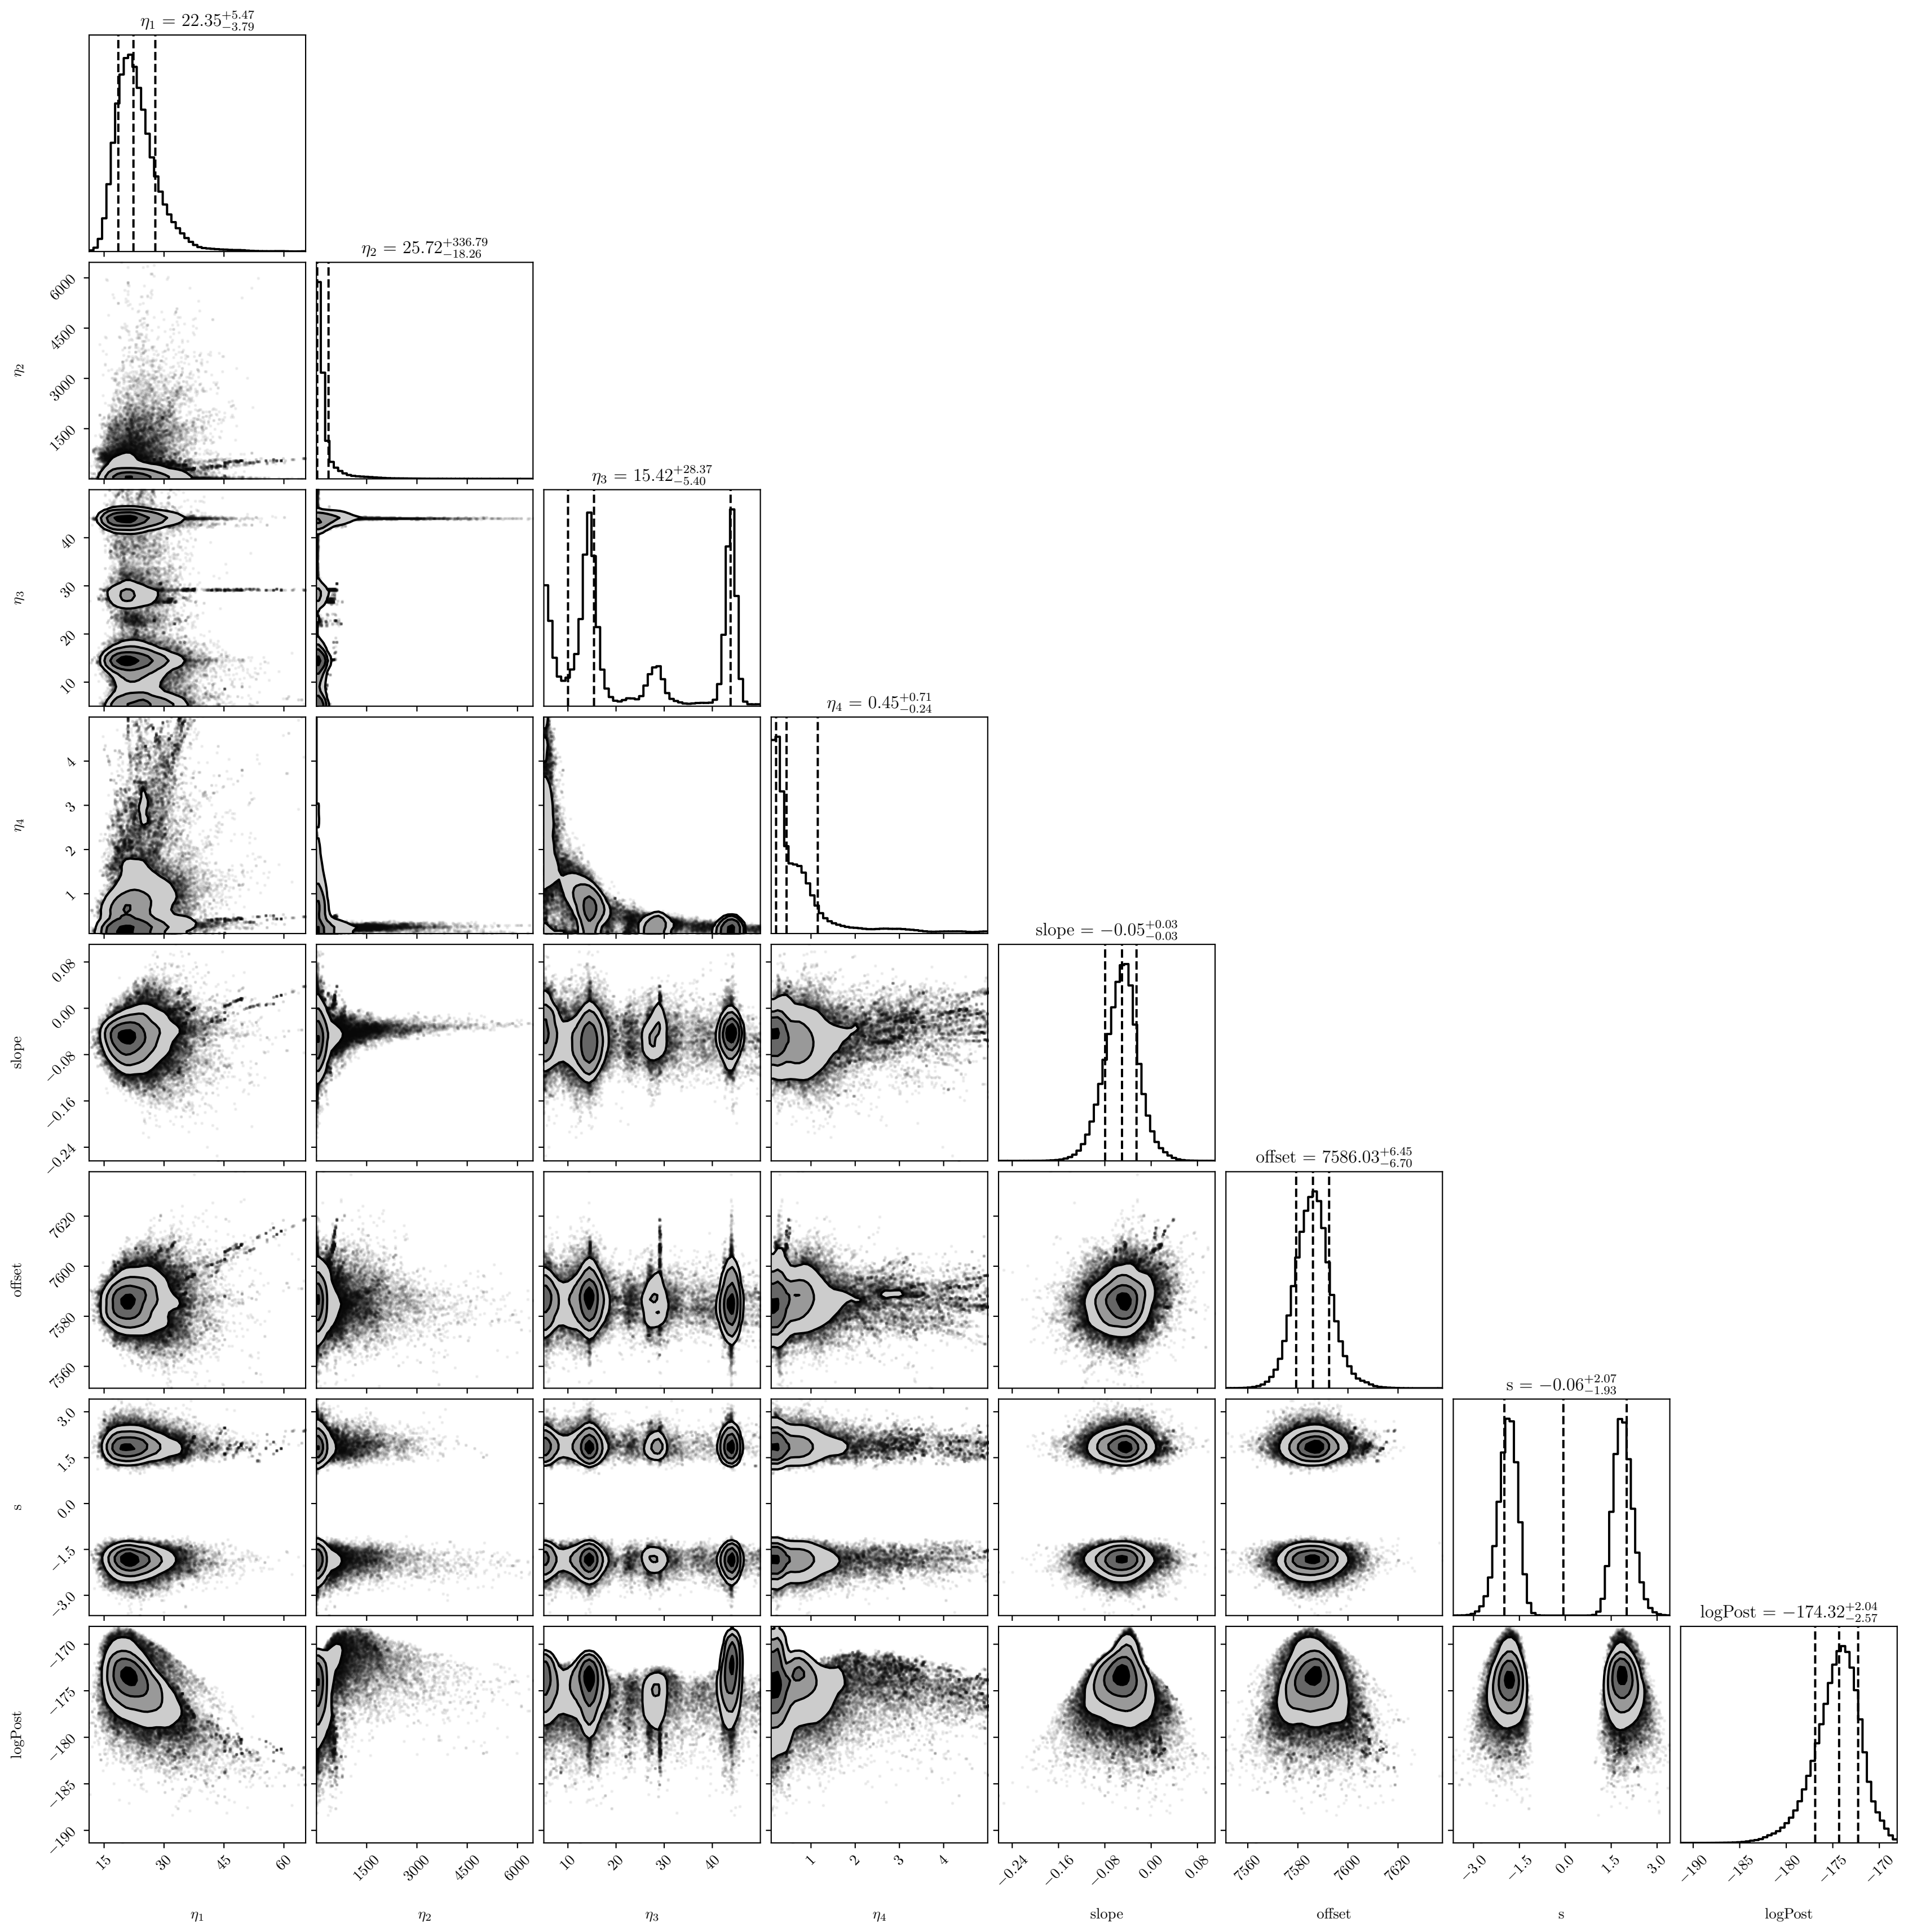 η₁ = 22.35⁺⁵·⁴⁷₋₃.₇₉
η₂ = 25.72⁺³³⁶·⁷⁹₋₁₈.₂₆
6000
4500
3000
1500
η₂
η₃ = 15.42⁺²⁸·³⁷₋₅.₄₀
40
30
20
10
η₃
η₄ = 0.45⁺⁰·⁷¹₋₀.₂₄
4
3
2
1
η₄
slope = −0.05⁺⁰·⁰³₋₀.₀₃
0.08
0.00
−0.08
−0.16
−0.24
slope
offset = 7586.03⁺⁶·⁴⁵₋₆.₇₀
7620
7600
7580
7560
offset
s = −0.06⁺²·⁰⁷₋₁.₉₃
3.0
1.5
0.0
−1.5
−3.0
s
logPost = −174.32⁺²·⁰⁴₋₂.₅₇
−170
−175
−180
−185
−190
logPost
15 30 45 60
1500 3000 4500 6000
10 20 30 40
1 2 3 4
−0.24 −0.16 −0.08 0.00 0.08
7560 7580 7600 7620
−3.0 −1.5 0.0 1.5 3.0
−190 −185 −180 −175 −170
η₁ η₂ η₃ η₄ slope offset s logPost